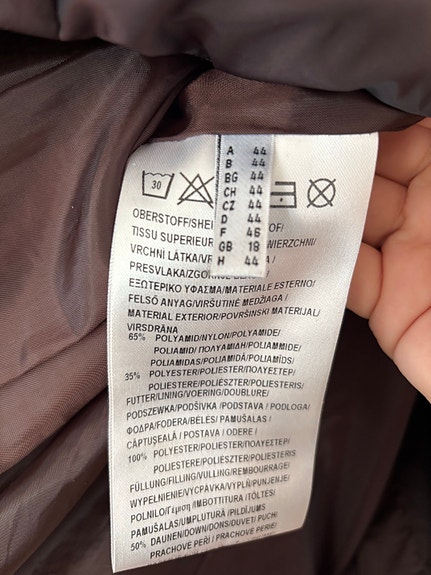 A 44
B 44
BG 44
CH 44
CZ 44
D 44
F 46
GB 18
H 44
30
OBERSTOFF/SHE OF/
TISSU SUPERIEUR WIERZCHNI/
VRCHNÍ LÁTKA/VR A/
PRESVLAKA/ZGORNJE
ΕΞΩΤΕΡΙΚΟ ΥΦΑΣΜΑ/MATERIALE ESTERNO/
FELSŐ ANYAG/VIRŠUTINĖ MEDŽIAGA /
MATERIAL EXTERIOR/POVRŠINSKI MATERIJAL/
VIRSDRĀNA
65% POLYAMID/NYLON/POLYAMIDE/
POLIAMID/ ПОЛИАМИД/POLIAMMIDE/
POLIAMIDAS/POLIAMIDĂ/POLIAMĪDS/
35% POLYESTER/POLIESTER/ΠΟΛΥΕΣΤΕΡ/
POLIESTERE/POLIÉSZTER/POLIESTERIS/
FUTTER/LINING/VOERING/DOUBLURE/
PODSZEWKA/PODŠÍVKA /PODSTAVA / PODLOGA/
ΦΟΔΡΑ/FODERA/BÉLÉS/ PAMUŠALAS /
CĂPTUŞEALĂ / POSTAVA / ODERE /
100% POLYESTER/POLIESTER/ΠΟΛΥΕΣΤΕΡ/
POLIESTERE/POLIÉSZTER/POLIESTERIS
FÜLLUNG/FILLING/VULLING/REMBOURRAGE/
WYPEŁNIENIE/VÝCPAVKA/VÝPLŇ/PUNJENJE/
POLNILO/Γέμιση /IMBOTTITURA /TÖLTÉS/
PAMUŠALAS/UMPLUTURĂ /PILDĪJUMS
50% DAUNEN/DOWN/DONS/DUVET/ PUCH/
PRACHOVÉ PEŘÍ / PRACHOVÉ PERIE/